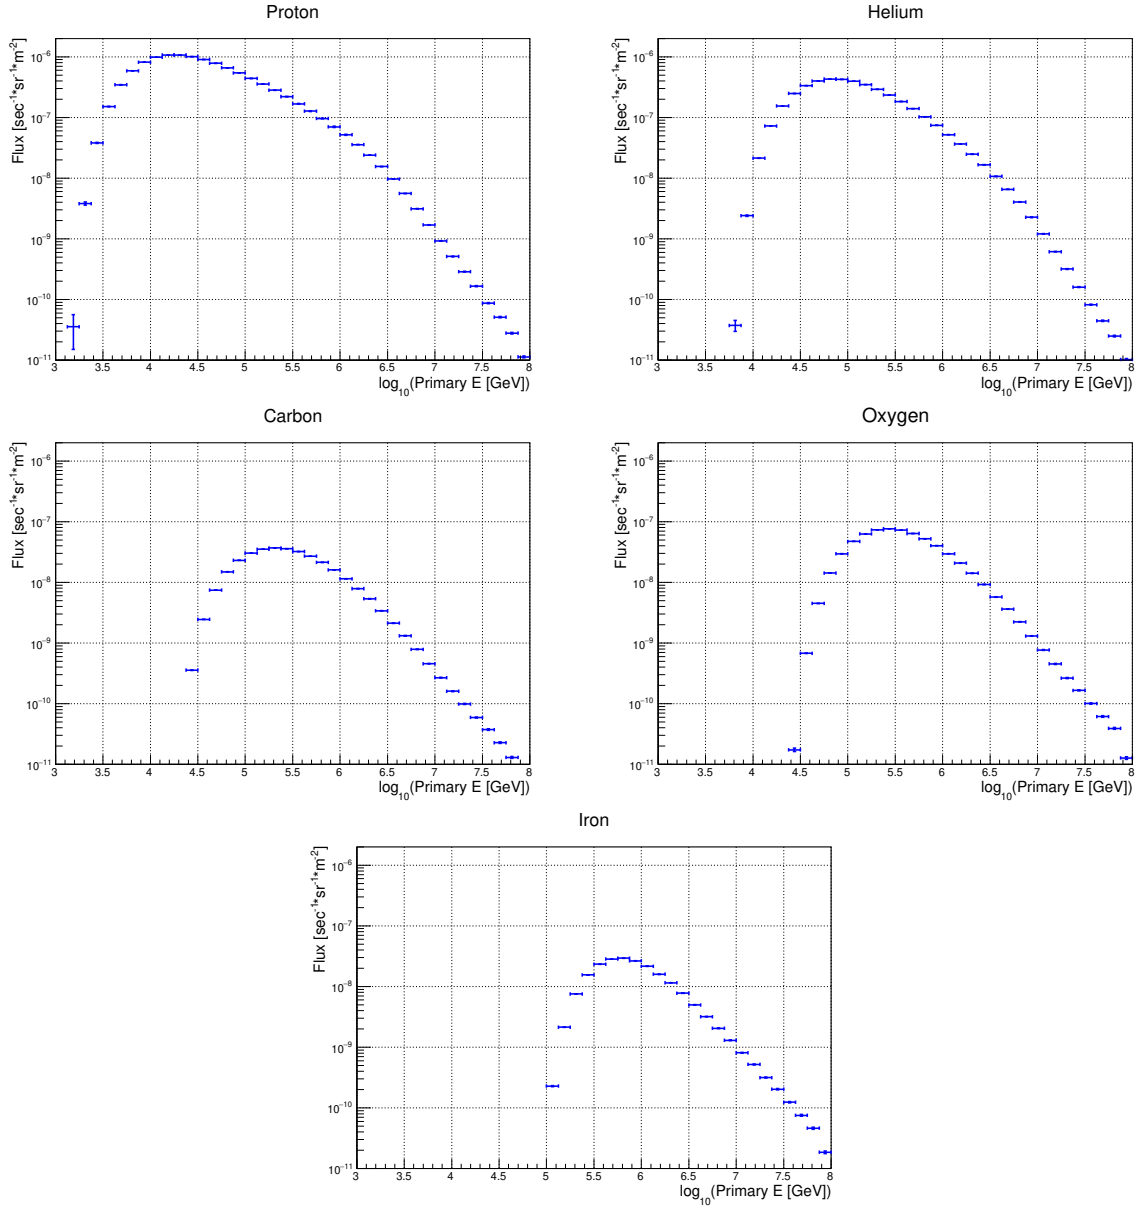 Proton
Flux [sec⁻¹*sr⁻¹*m⁻²]
10⁻⁶
10⁻⁷
10⁻⁸
10⁻⁹
10⁻¹⁰
10⁻¹¹
3 3.5 4 4.5 5 5.5 6 6.5 7 7.5 8
log₁₀(Primary E [GeV])
Helium
Flux [sec⁻¹*sr⁻¹*m⁻²]
10⁻⁶
10⁻⁷
10⁻⁸
10⁻⁹
10⁻¹⁰
10⁻¹¹
3 3.5 4 4.5 5 5.5 6 6.5 7 7.5 8
log₁₀(Primary E [GeV])
Carbon
Flux [sec⁻¹*sr⁻¹*m⁻²]
10⁻⁶
10⁻⁷
10⁻⁸
10⁻⁹
10⁻¹⁰
10⁻¹¹
3 3.5 4 4.5 5 5.5 6 6.5 7 7.5 8
log₁₀(Primary E [GeV])
Oxygen
Flux [sec⁻¹*sr⁻¹*m⁻²]
10⁻⁶
10⁻⁷
10⁻⁸
10⁻⁹
10⁻¹⁰
10⁻¹¹
3 3.5 4 4.5 5 5.5 6 6.5 7 7.5 8
log₁₀(Primary E [GeV])
Iron
Flux [sec⁻¹*sr⁻¹*m⁻²]
10⁻⁶
10⁻⁷
10⁻⁸
10⁻⁹
10⁻¹⁰
10⁻¹¹
3 3.5 4 4.5 5 5.5 6 6.5 7 7.5 8
log₁₀(Primary E [GeV])